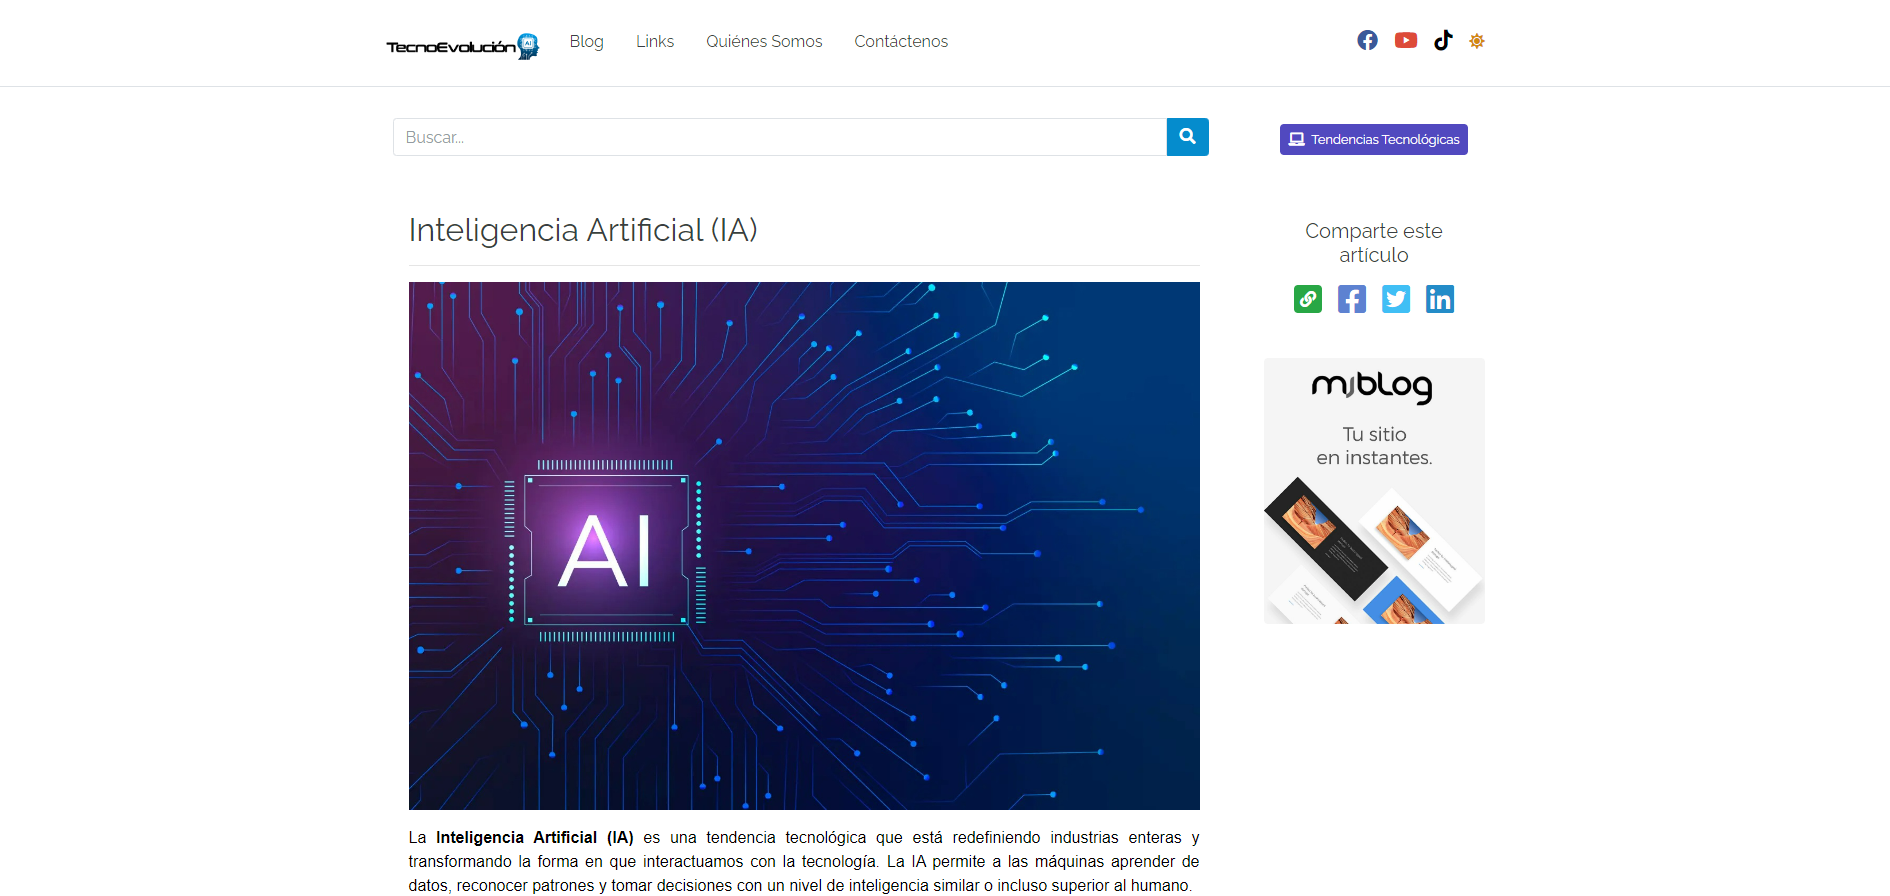 TecnoEvolución AI
Blog
Links
Quiénes Somos
Contáctenos
Buscar...
Tendencias Tecnológicas
Inteligencia Artificial (IA)
AI
La Inteligencia Artificial (IA) es una tendencia tecnológica que está redefiniendo industrias enteras y
transformando la forma en que interactuamos con la tecnología. La IA permite a las máquinas aprender de
datos, reconocer patrones y tomar decisiones con un nivel de inteligencia similar o incluso superior al humano.
Comparte este
artículo
miblog
Tu sitio
en instantes.